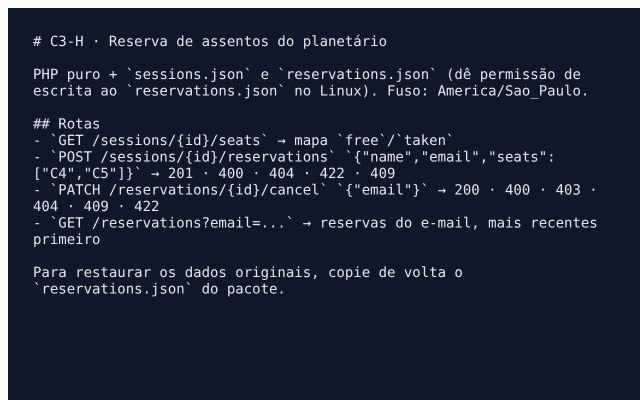 # C3-H · Reserva de assentos do planetário
PHP puro + `sessions.json` e `reservations.json` (dê permissão de
escrita ao `reservations.json` no Linux). Fuso: America/Sao_Paulo.
## Rotas
- `GET /sessions/{id}/seats` → mapa `free`/`taken`
- `POST /sessions/{id}/reservations` `{"name","email","seats":
["C4","C5"]}` → 201 · 400 · 404 · 422 · 409
- `PATCH /reservations/{id}/cancel` `{"email"}` → 200 · 400 · 403 ·
404 · 409 · 422
- `GET /reservations?email=...` → reservas do e-mail, mais recentes
primeiro
Para restaurar os dados originais, copie de volta o
`reservations.json` do pacote.